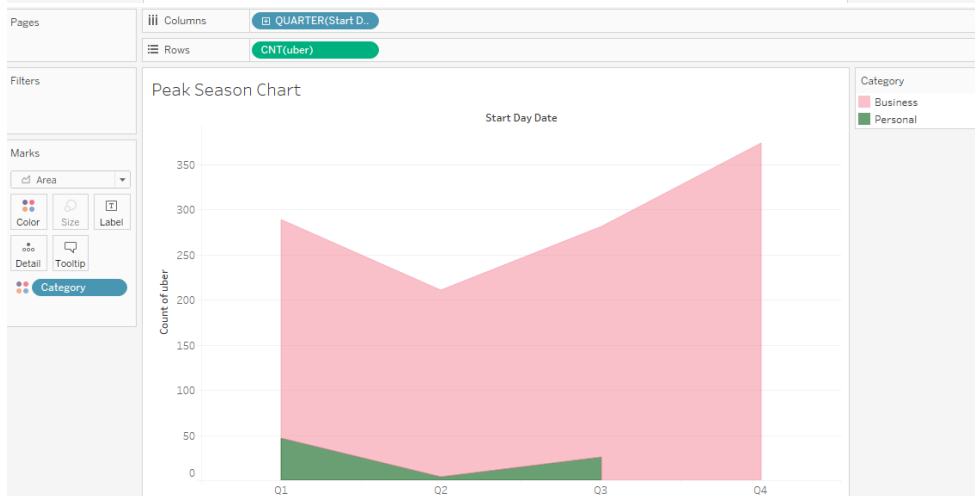 Pages
Columns
QUARTER(Start D..
Rows
CNT(uber)
Filters
Marks
Area
Color
Size
Label
Detail
Tooltip
Category
Peak Season Chart
Start Day Date
Count of uber
350
300
250
200
150
100
50
0
Q1
Q2
Q3
Q4
Category
Business
Personal